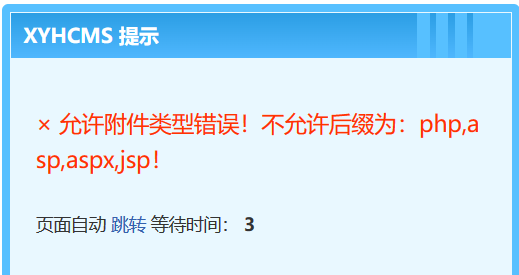 XYHCMS 提示
× 允许附件类型错误！不允许后缀为：php,a
sp,aspx,jsp！
页面自动 跳转 等待时间： 3